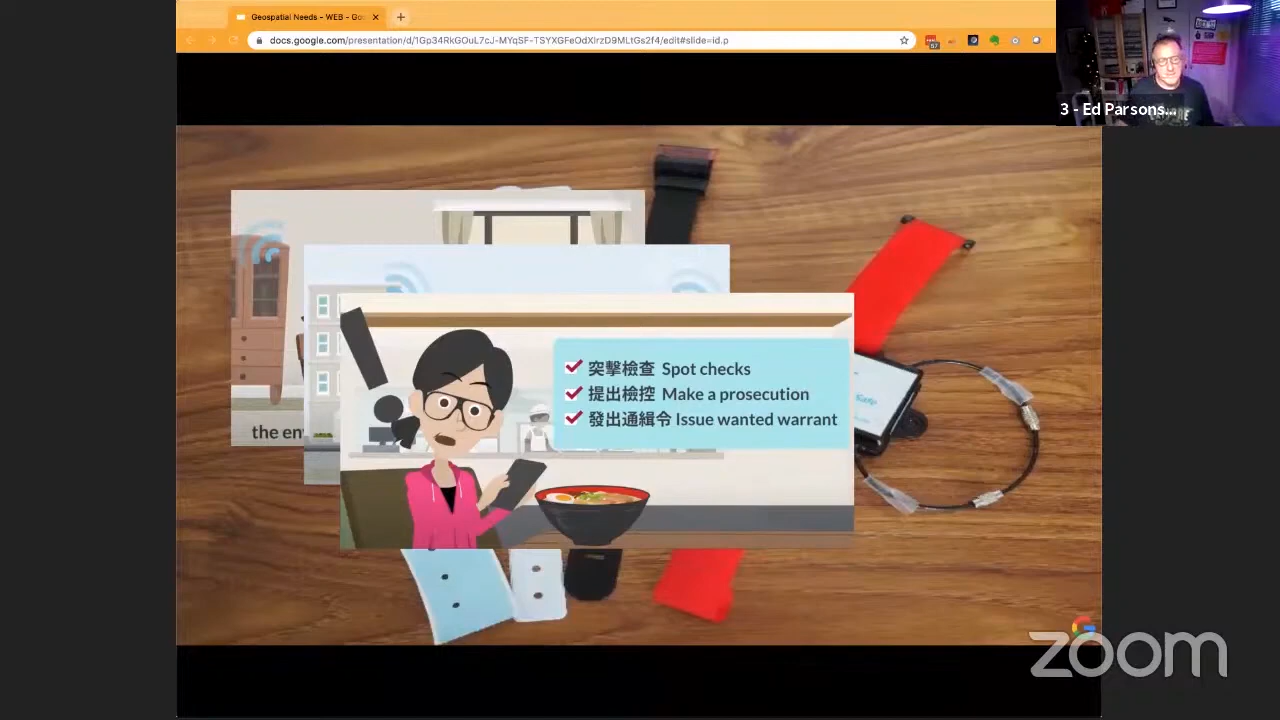 Geospatial Needs - WEB - Go
docs.google.com/presentation/d/1Gp34RkGOuL7cJ-MYqSF-TSYXGFeOdXIrzD9MLtGs2f4/edit#slide=id.p
57
3 - Ed Parsons...
突擊檢查 Spot checks
提出檢控 Make a prosecution
發出通緝令 Issue wanted warrant
the en
zoom